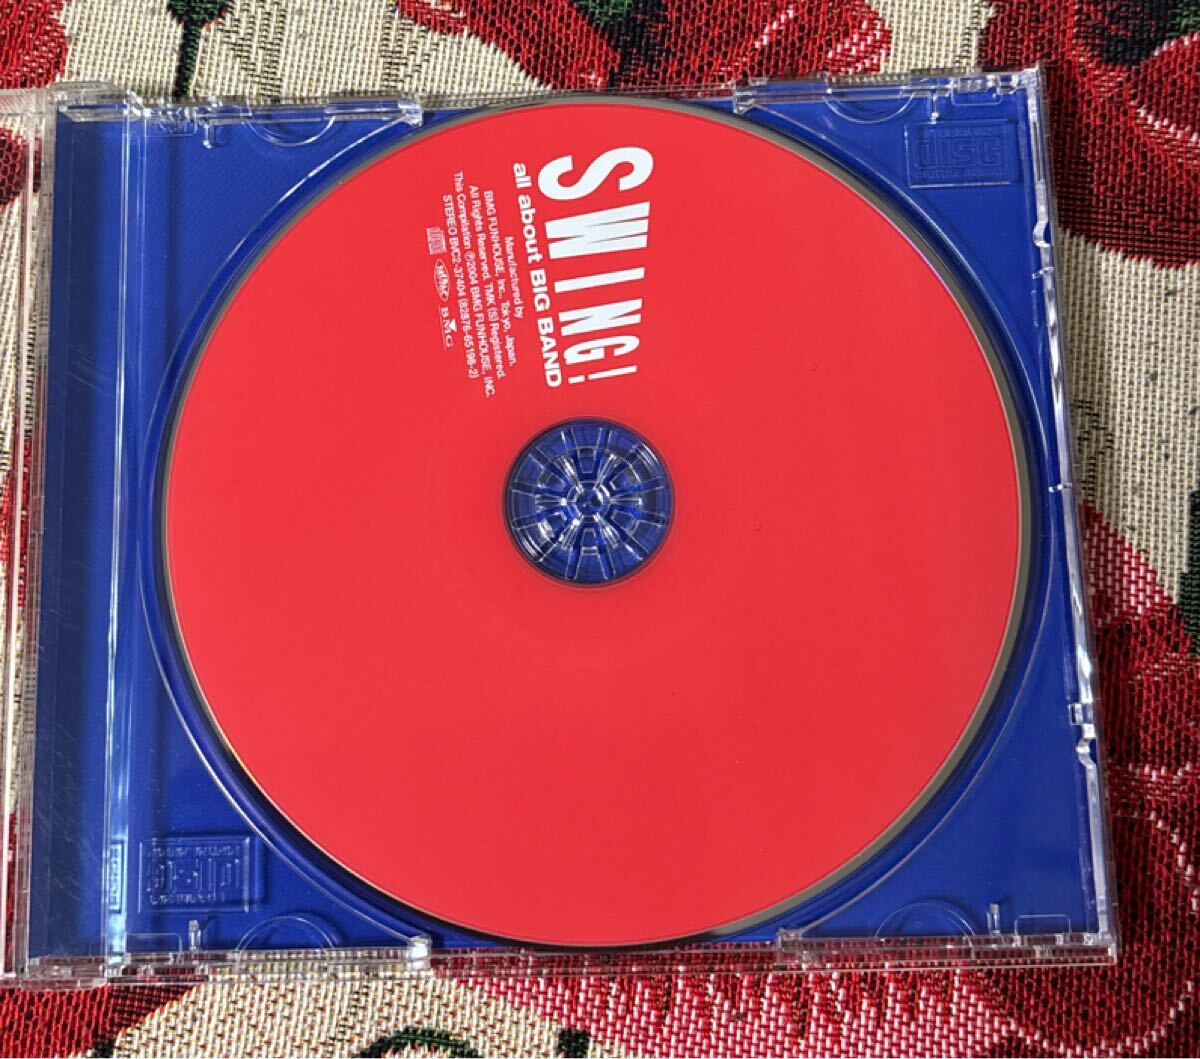 SWING!
all about BIG BAND
Manufactured by
BMG FUNHOUSE, Inc., Tokyo, Japan.
All Rights Reserved. TMK (S) Registered.
This Compilation ℗2004 BMG FUNHOUSE, INC.
STEREO BVC2-37404 (82876-65198-2)
BMG
disc